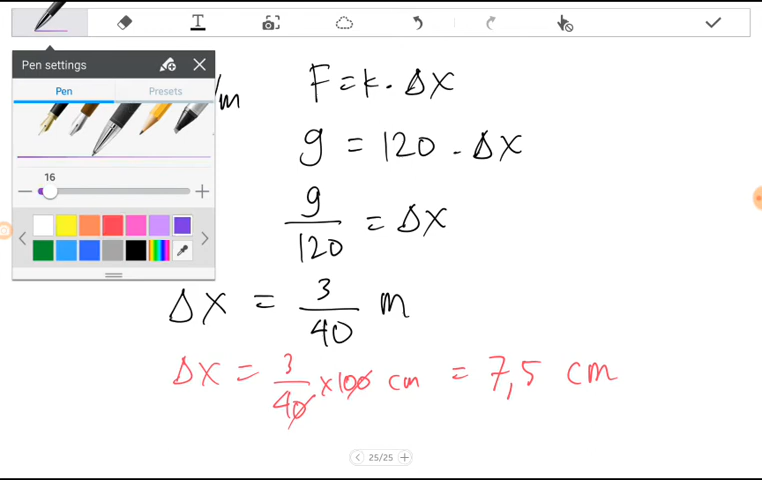 T
Pen settings
Pen
Presets
16
/m
F = k · Δx
9 = 120 · Δx
9/120 = Δx
Δx = 3/40 m
Δx = 3/40 x 100 cm = 7,5 cm
25/25